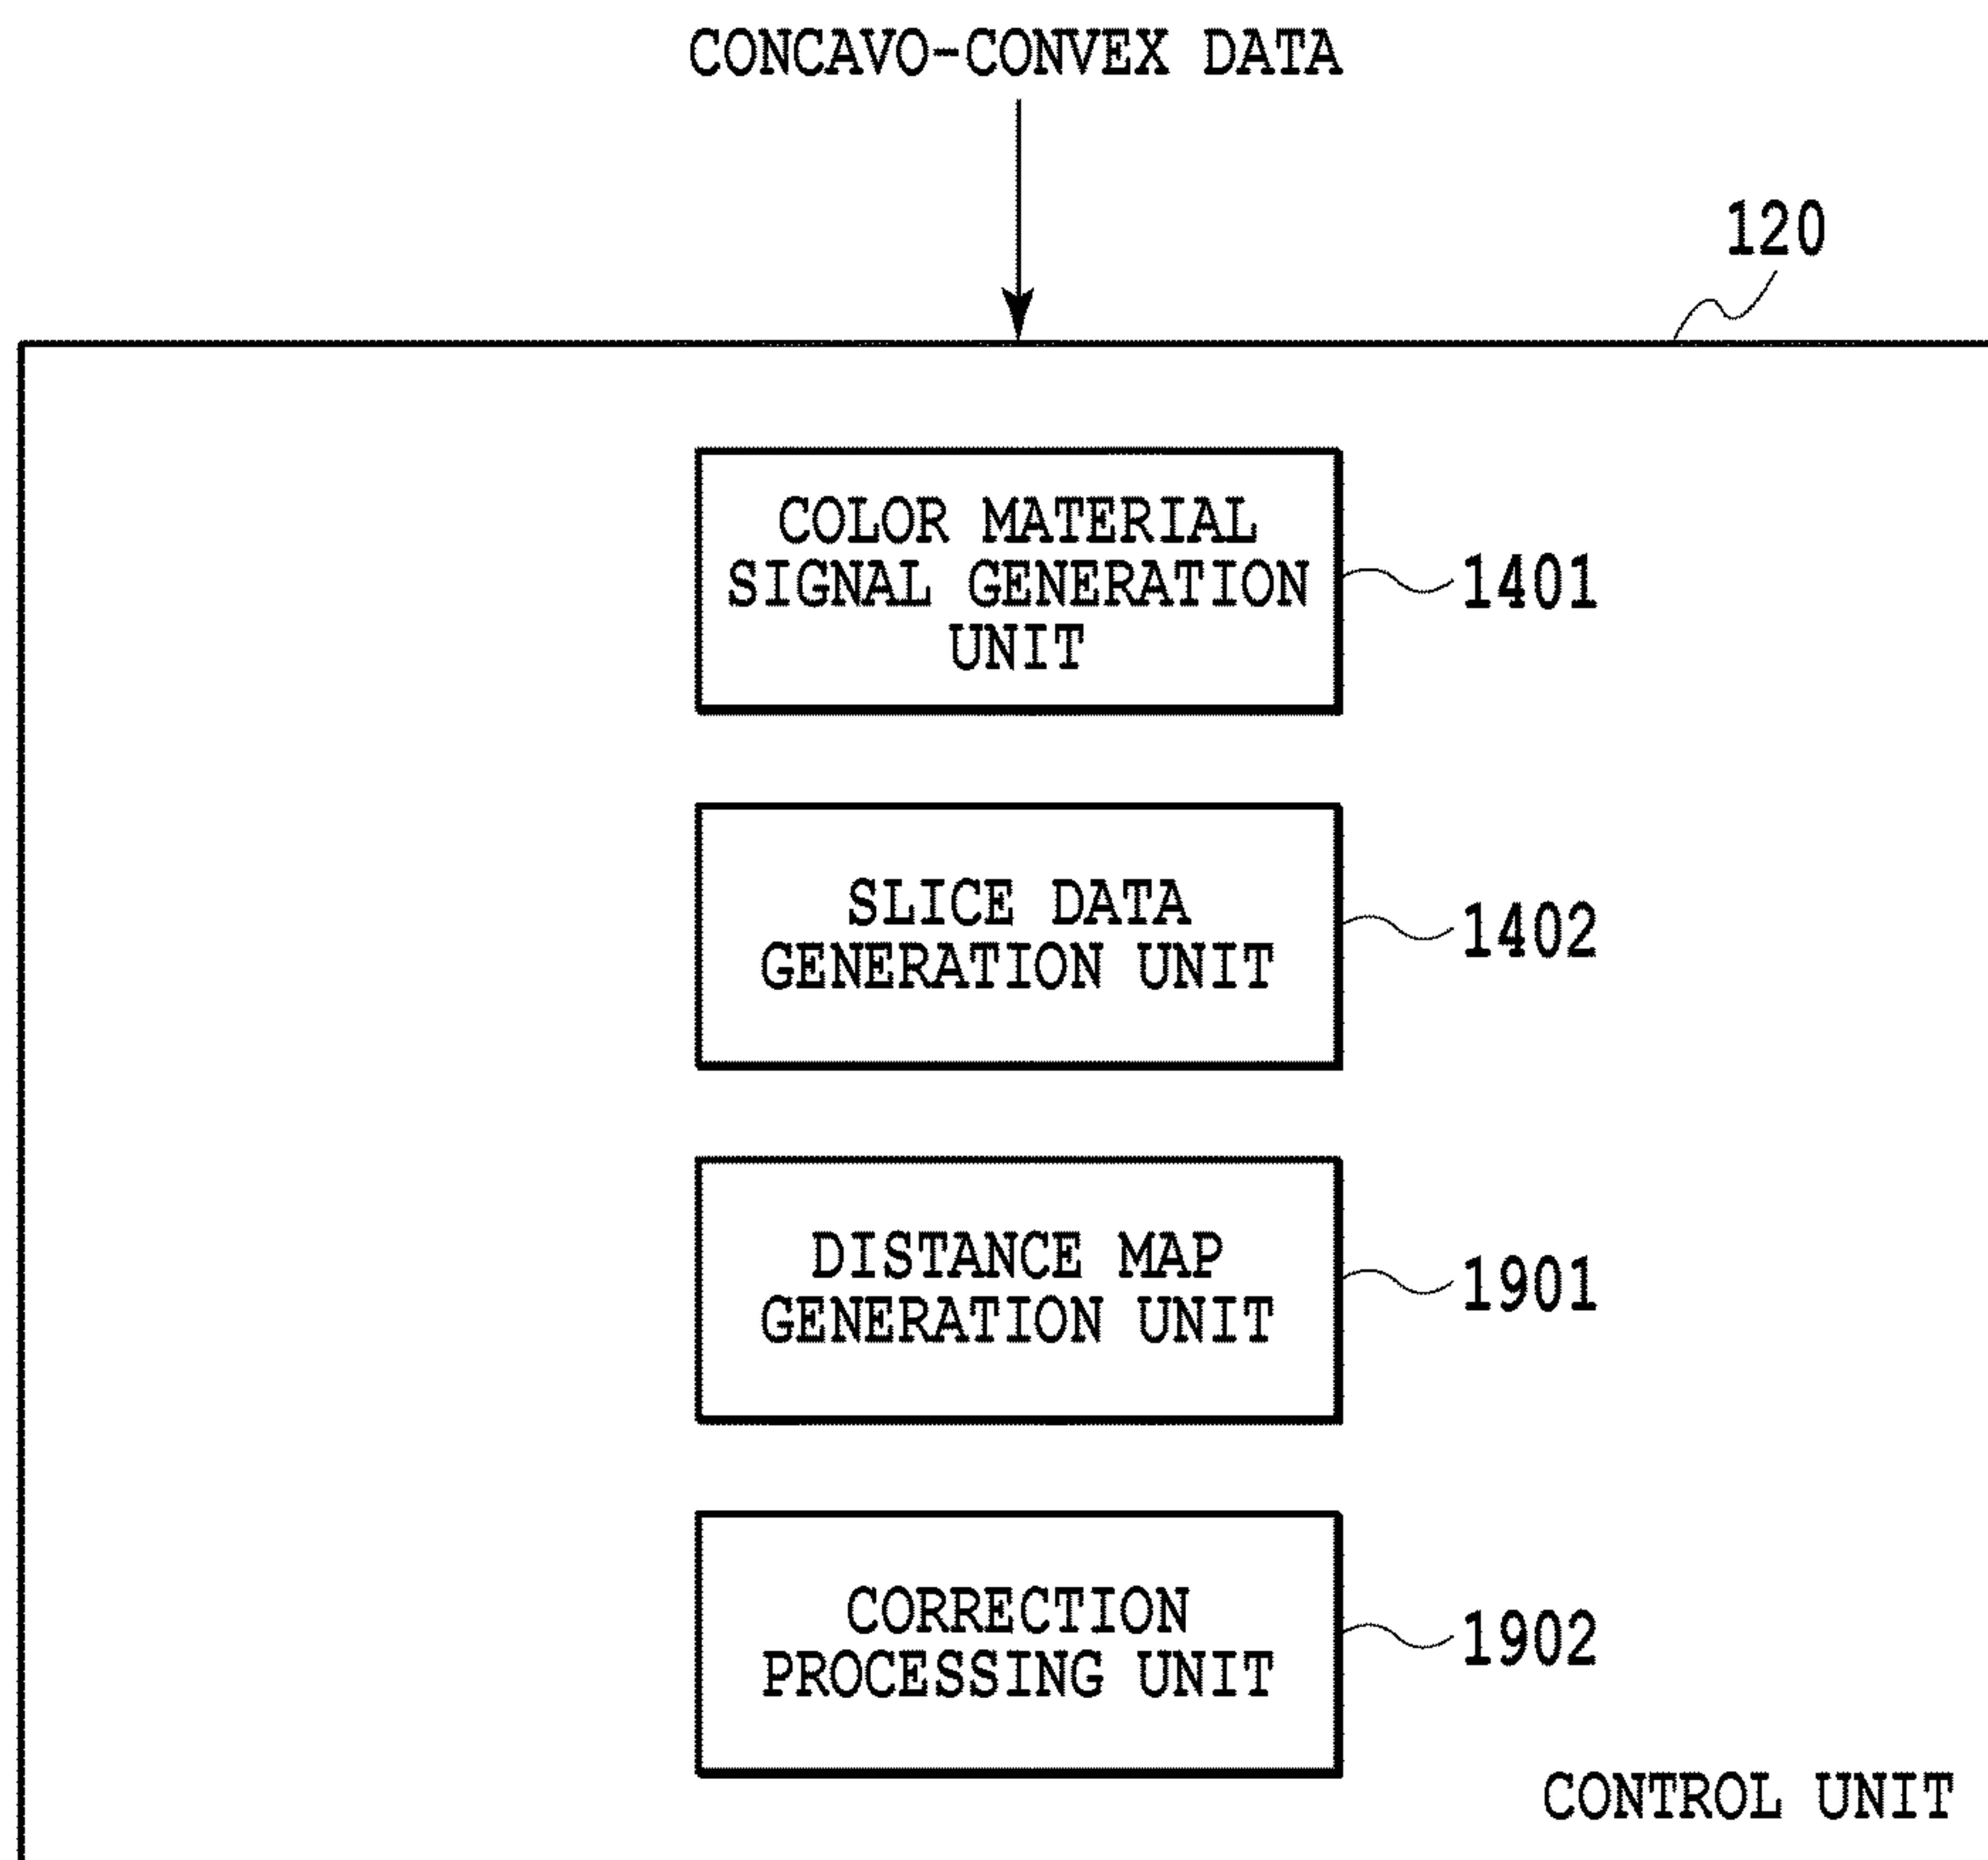 CONCAVO-CONVEX DATA
120
COLOR MATERIAL
SIGNAL GENERATION
UNIT
1401
SLICE DATA
GENERATION UNIT
1402
DISTANCE MAP
GENERATION UNIT
1901
CORRECTION
PROCESSING UNIT
1902
CONTROL UNIT